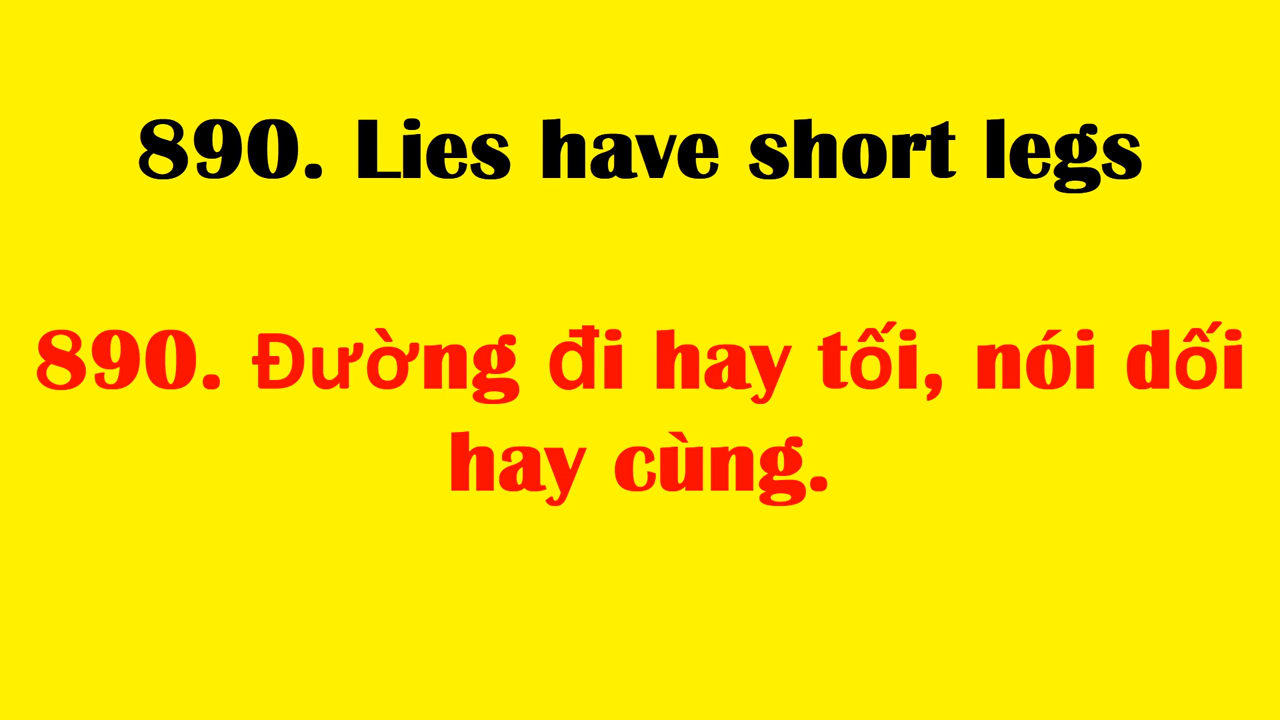 890. Lies have short legs
890. Đường đi hay tối, nói dối
hay cùng.